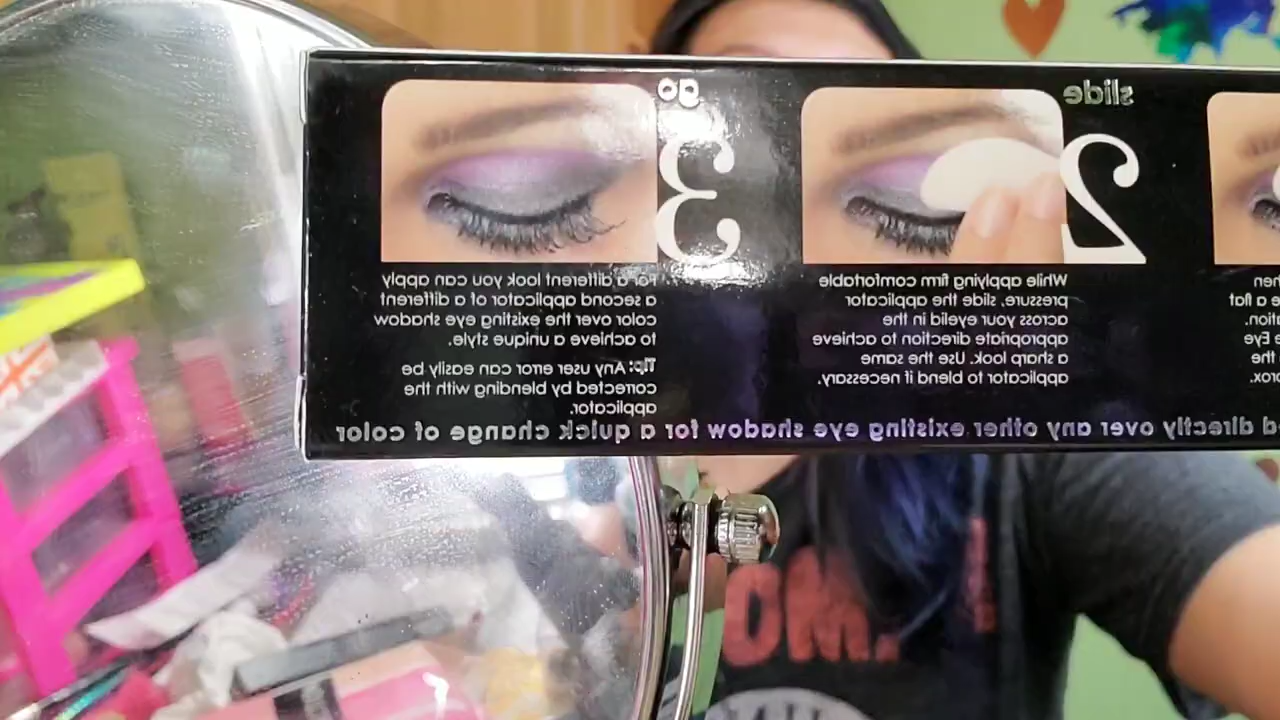 go
3
For a different look you can apply
a second applicator of a different
color over the existing eye shadow
to achieve a unique style.
Tip: Any user error can easily be
corrected by blending with the
applicator.
slide
2
While applying firm comfortable
pressure, slide the applicator
across your eyelid in the
appropriate direction to achieve
a sharp look. Use the same
applicator to blend if necessary.
directly over any other existing eye shadow for a quick change of color